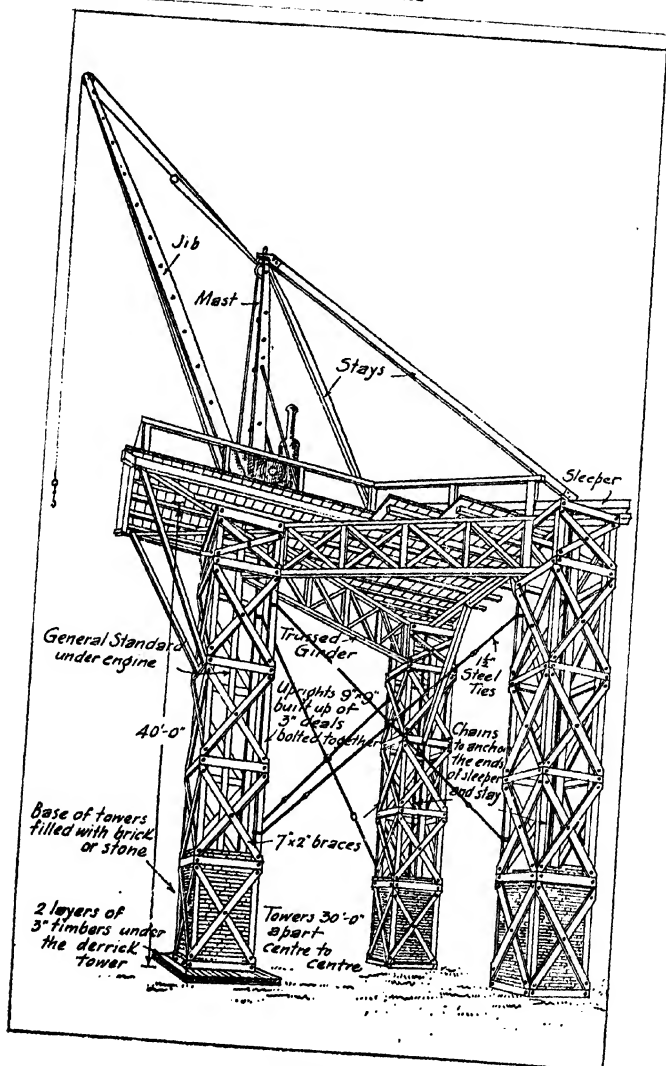 Jib
Mast
Stays
Sleeper
General Standard
under engine
Trussed
Girder
1½"
Steel
Ties
Uprights 9"x9"
built up of
3" deals
bolted together
40'-0"
Chains
to anchor
the ends
of sleeper
and stay
Base of towers
filled with brick
or stone
7"x2" braces
2 layers of
3" timbers under
the derrick
tower
Towers 30'-0"
apart
centre to
centre